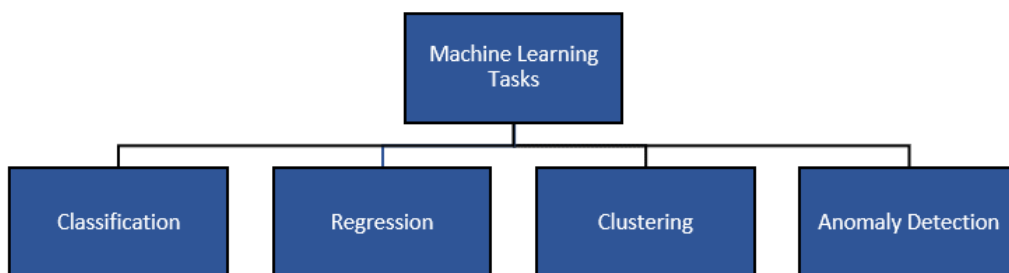 Machine Learning
Tasks
Classification
Regression
Clustering
Anomaly Detection